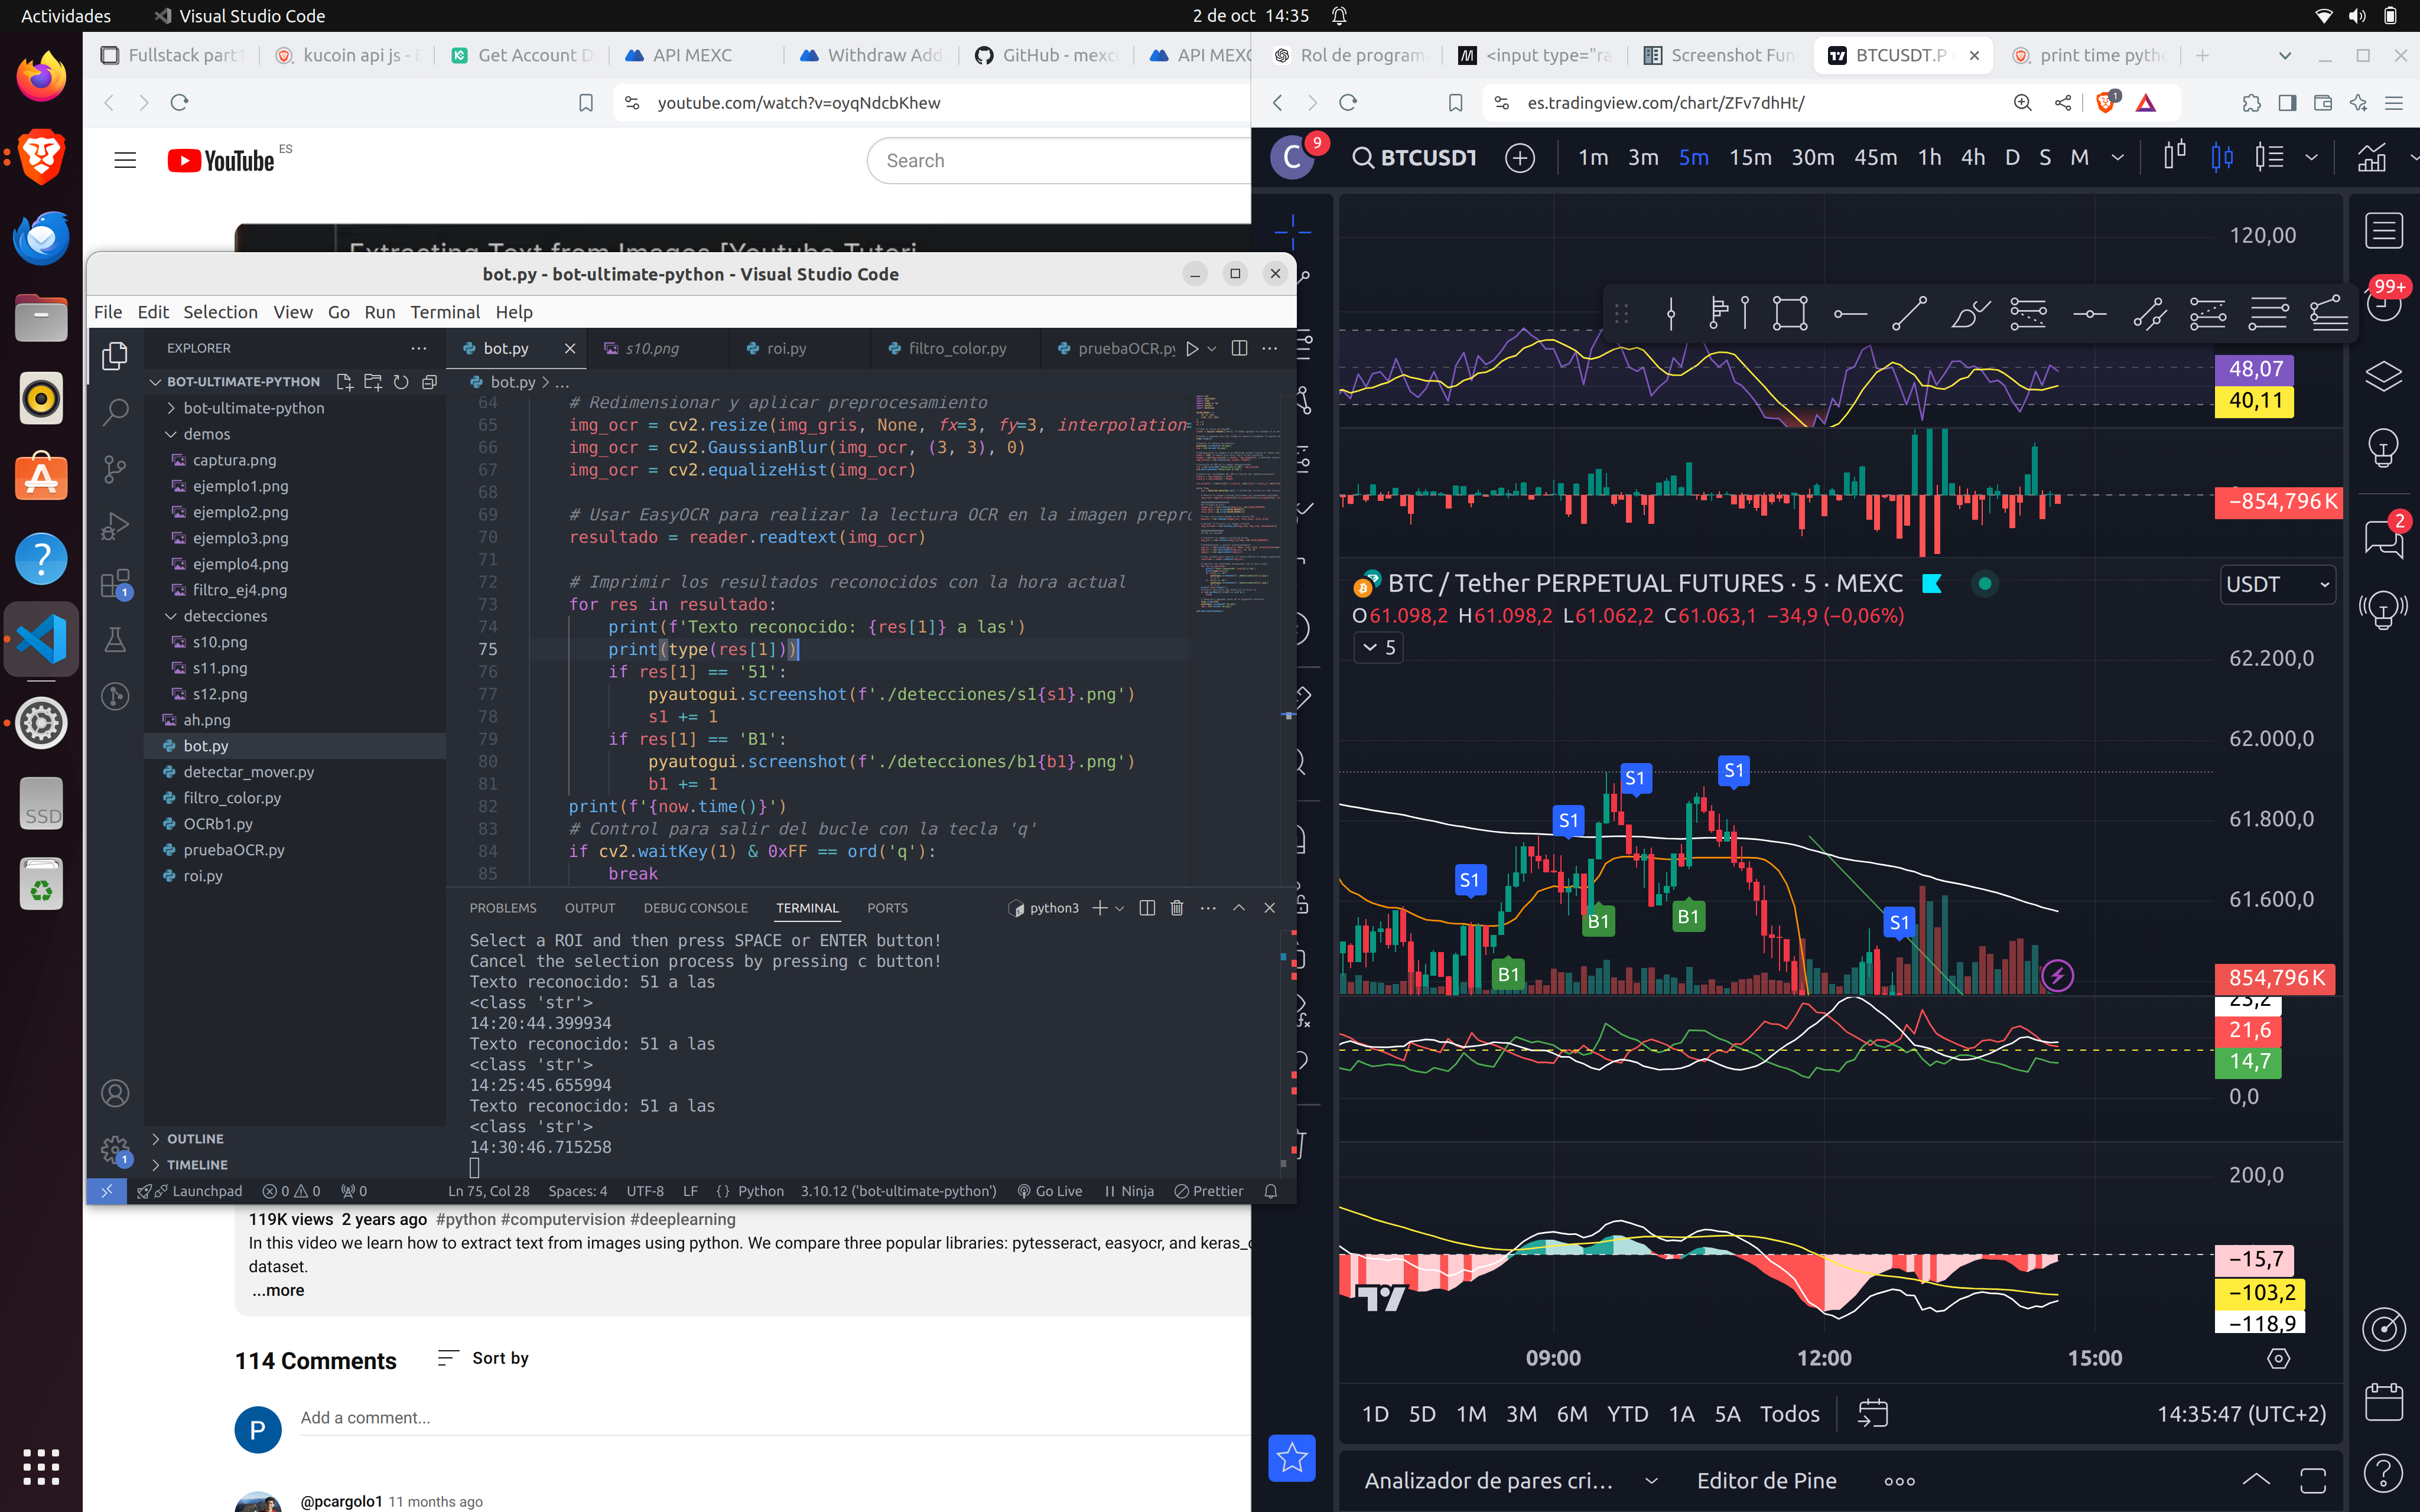 Actividades
Visual Studio Code
2 de oct 14:35
Fullstack part1
kucoin api js -
Get Account D
API MEXC
Withdraw Add
GitHub - mexc
API MEXC
youtube.com/watch?v=oyqNdcbKhew
YouTube ES
Search
Extracting Text from Images [Youtube Tutori
bot.py - bot-ultimate-python - Visual Studio Code
File Edit Selection View Go Run Terminal Help
EXPLORER
BOT-ULTIMATE-PYTHON
bot-ultimate-python
demos
captura.png
ejemplo1.png
ejemplo2.png
ejemplo3.png
ejemplo4.png
filtro_ej4.png
detecciones
s10.png
s11.png
s12.png
ah.png
bot.py
detectar_mover.py
filtro_color.py
OCRb1.py
pruebaOCR.py
roi.py
OUTLINE
TIMELINE
1
1
SSD
bot.py
s10.png
roi.py
filtro_color.py
pruebaOCR.py
bot.py > ...
64 # Redimensionar y aplicar preprocesamiento
65 img_ocr = cv2.resize(img_gris, None, fx=3, fy=3, interpolation=
66 img_ocr = cv2.GaussianBlur(img_ocr, (3, 3), 0)
67 img_ocr = cv2.equalizeHist(img_ocr)
68
69 # Usar EasyOCR para realizar la lectura OCR en la imagen prepro
70 resultado = reader.readtext(img_ocr)
71
72 # Imprimir los resultados reconocidos con la hora actual
73 for res in resultado:
74 print(f'Texto reconocido: {res[1]} a las')
75 print(type(res[1]))
76 if res[1] == '51':
77 pyautogui.screenshot(f'./detecciones/s1{s1}.png')
78 s1 += 1
79 if res[1] == 'B1':
80 pyautogui.screenshot(f'./detecciones/b1{b1}.png')
81 b1 += 1
82 print(f'{now.time()}')
83 # Control para salir del bucle con la tecla 'q'
84 if cv2.waitKey(1) & 0xFF == ord('q'):
85 break
PROBLEMS OUTPUT DEBUG CONSOLE TERMINAL PORTS
python3
Select a ROI and then press SPACE or ENTER button!
Cancel the selection process by pressing c button!
Texto reconocido: 51 a las
<class 'str'>
14:20:44.399934
Texto reconocido: 51 a las
<class 'str'>
14:25:45.655994
Texto reconocido: 51 a las
<class 'str'>
14:30:46.715258
Launchpad 0 0 0 Ln 75, Col 28 Spaces: 4 UTF-8 LF {} Python 3.10.12 ('bot-ultimate-python') Go Live Ninja Prettier
119K views 2 years ago #python #computervision #deeplearning
In this video we learn how to extract text from images using python. We compare three popular libraries: pytesseract, easyocr, and keras_
dataset.
...more
114 Comments
Sort by
P
Add a comment...
@pcargolo1 11 months ago
Rol de program
<input type="ra
Screenshot Fun
BTCUSDT.P
print time pyth
es.tradingview.com/chart/ZFv7dhHt/
1
C
9
BTCUSDT
1m 3m 5m 15m 30m 45m 1h 4h D S M
120,00
99+
48,07
40,11
−854,796 K
2
BTC / Tether PERPETUAL FUTURES · 5 · MEXC
USDT
O61.098,2 H61.098,2 L61.062,2 C61.063,1 −34,9 (−0,06%)
5
62.200,0
62.000,0
61.800,0
61.600,0
S1
S1
S1
S1
S1
B1
B1
B1
854,796 K
23,2
21,6
14,7
0,0
200,0
−15,7
−103,2
−118,9
09:00
12:00
15:00
1D 5D 1M 3M 6M YTD 1A 5A Todos
14:35:47 (UTC+2)
Analizador de pares cri...
Editor de Pine